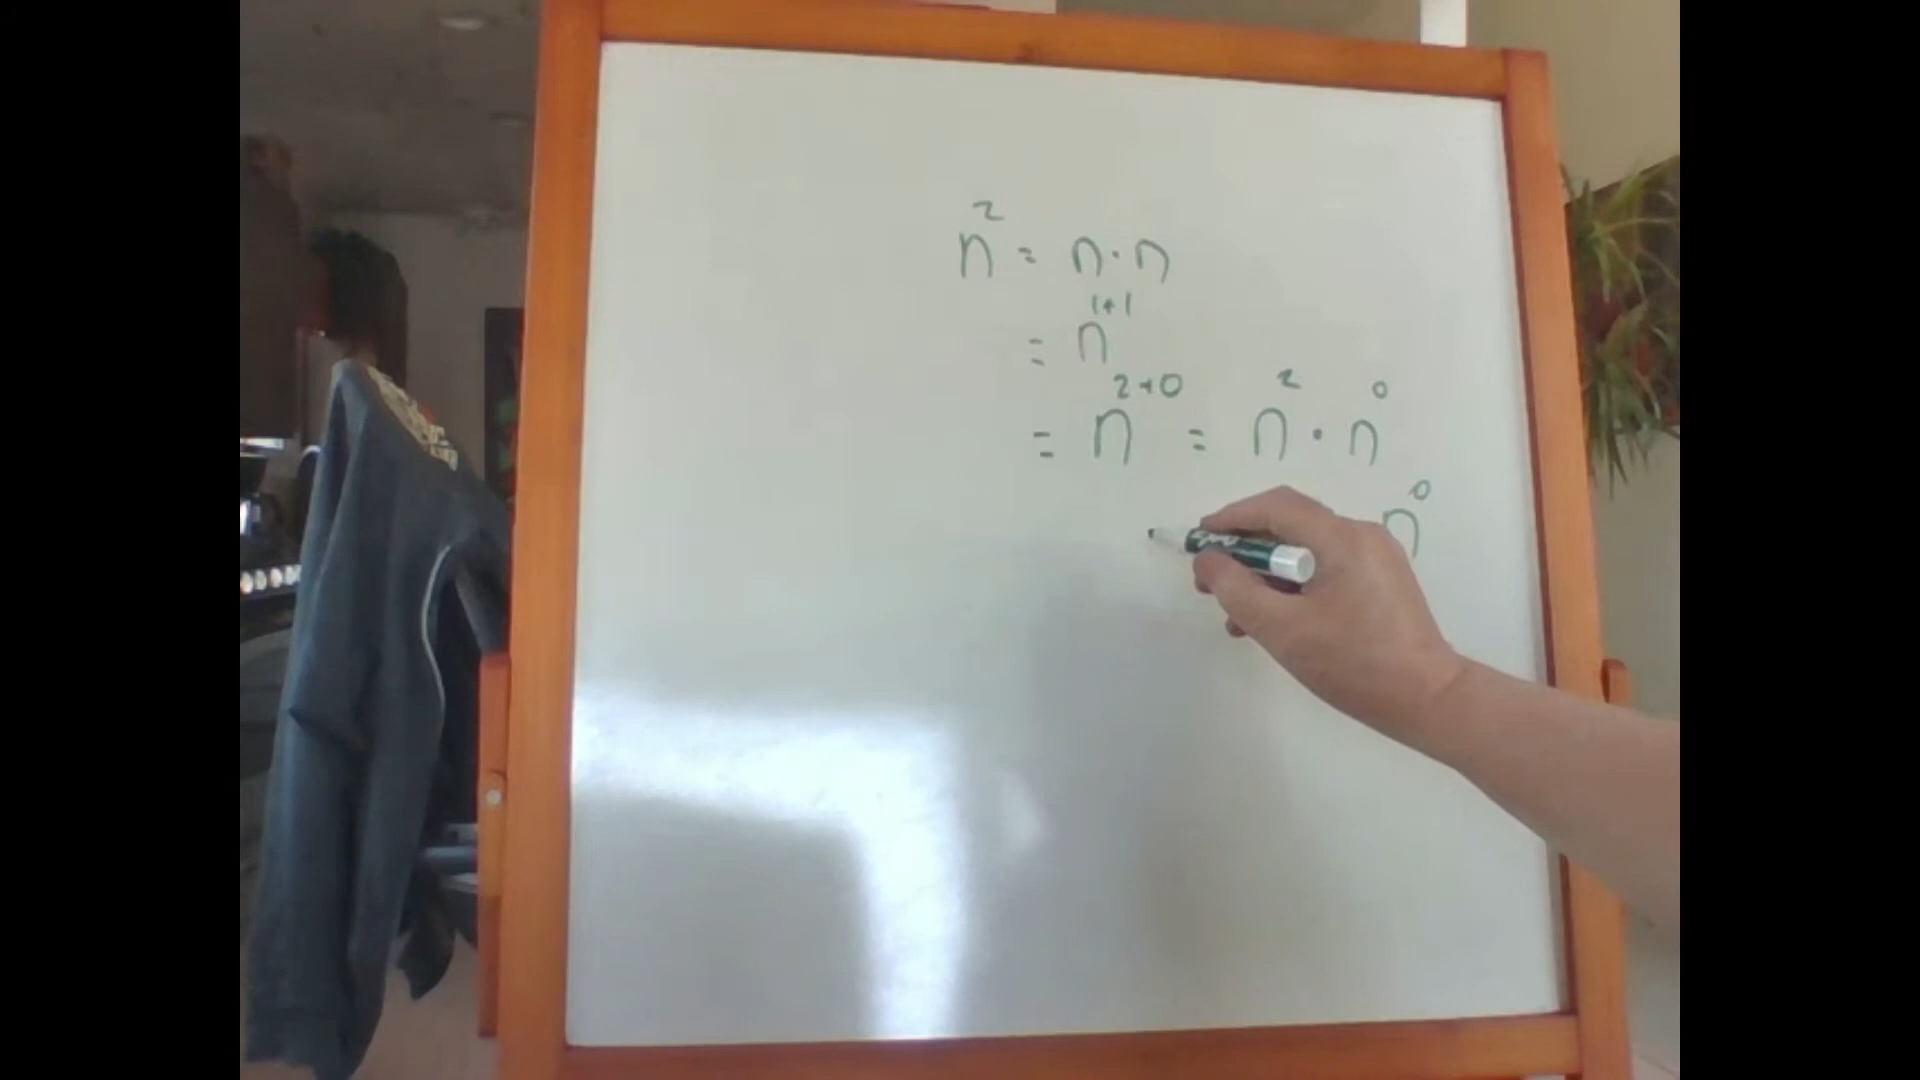 n² = n · n
= n¹⁺¹
= n²⁺⁰ = n² · n⁰
n⁰